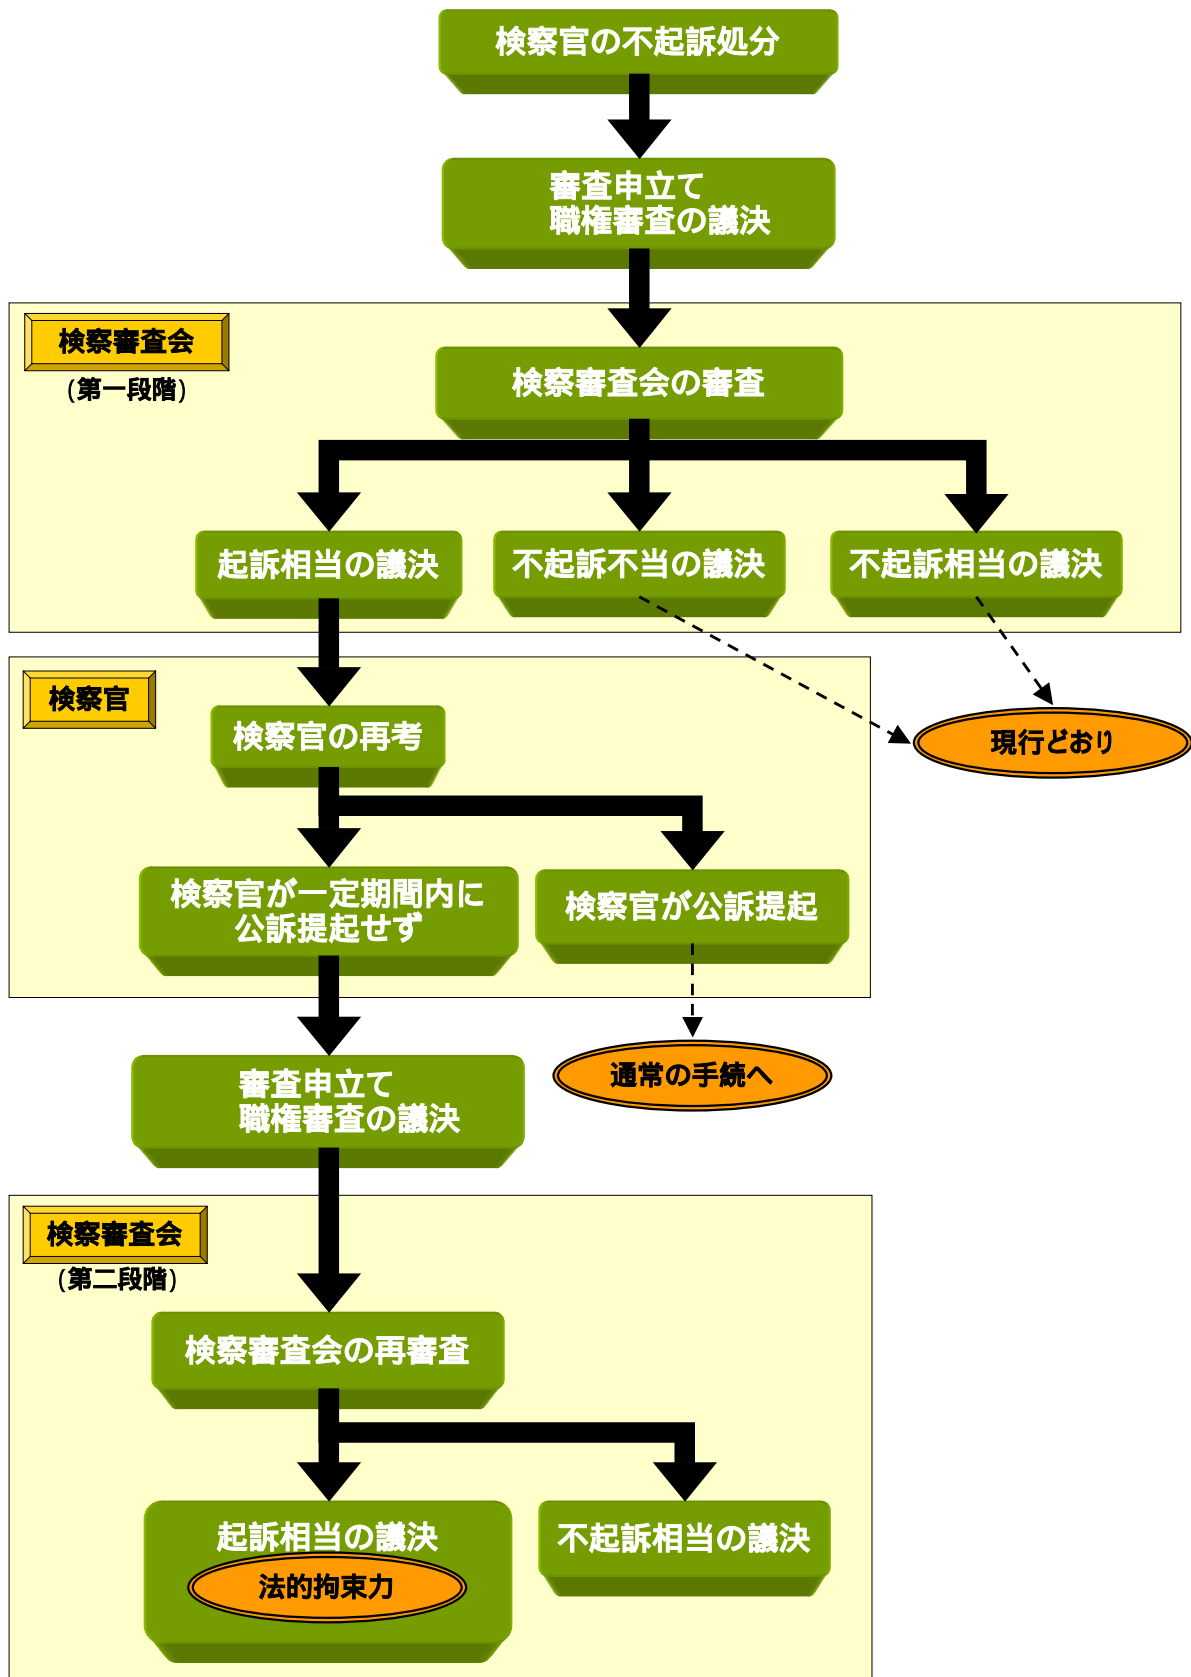 検察官の不起訴処分
審査申立て
職権審査の議決
検察審査会
(第一段階)
検察審査会の審査
起訴相当の議決
不起訴不当の議決
不起訴相当の議決
検察官
検察官の再考
現行どおり
検察官が一定期間内に
公訴提起せず
検察官が公訴提起
通常の手続へ
審査申立て
職権審査の議決
検察審査会
(第二段階)
検察審査会の再審査
起訴相当の議決
法的拘束力
不起訴相当の議決